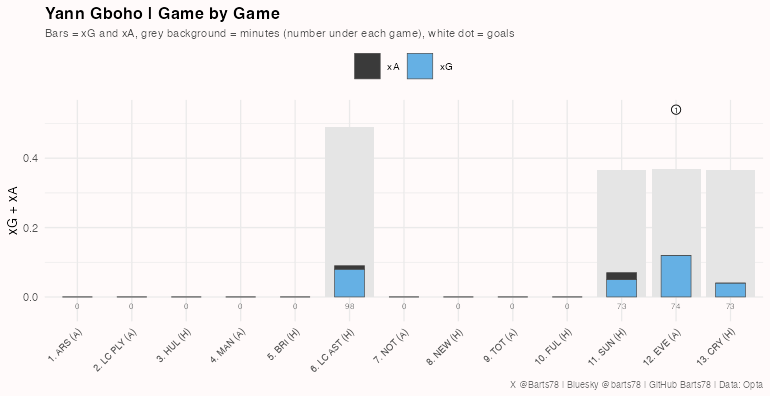 Yann Gboho | Game by Game
Bars = xG and xA, grey background = minutes (number under each game), white dot = goals
xA xG
1
xG + xA
0.4
0.2
0.0
0 0 0 0 0 98 0 0 0 0 73 74 73
1. ARS (A)
2. LC PLY (A)
3. HUL (H)
4. MAN (A)
5. BRI (H)
6. LC AST (H)
7. NOT (A)
8. NEW (H)
9. TOT (A)
10. FUL (H)
11. SUN (H)
12. EVE (A)
13. CRY (H)
X @Barts78 | Bluesky @barts78 | GitHub Barts78 | Data: Opta